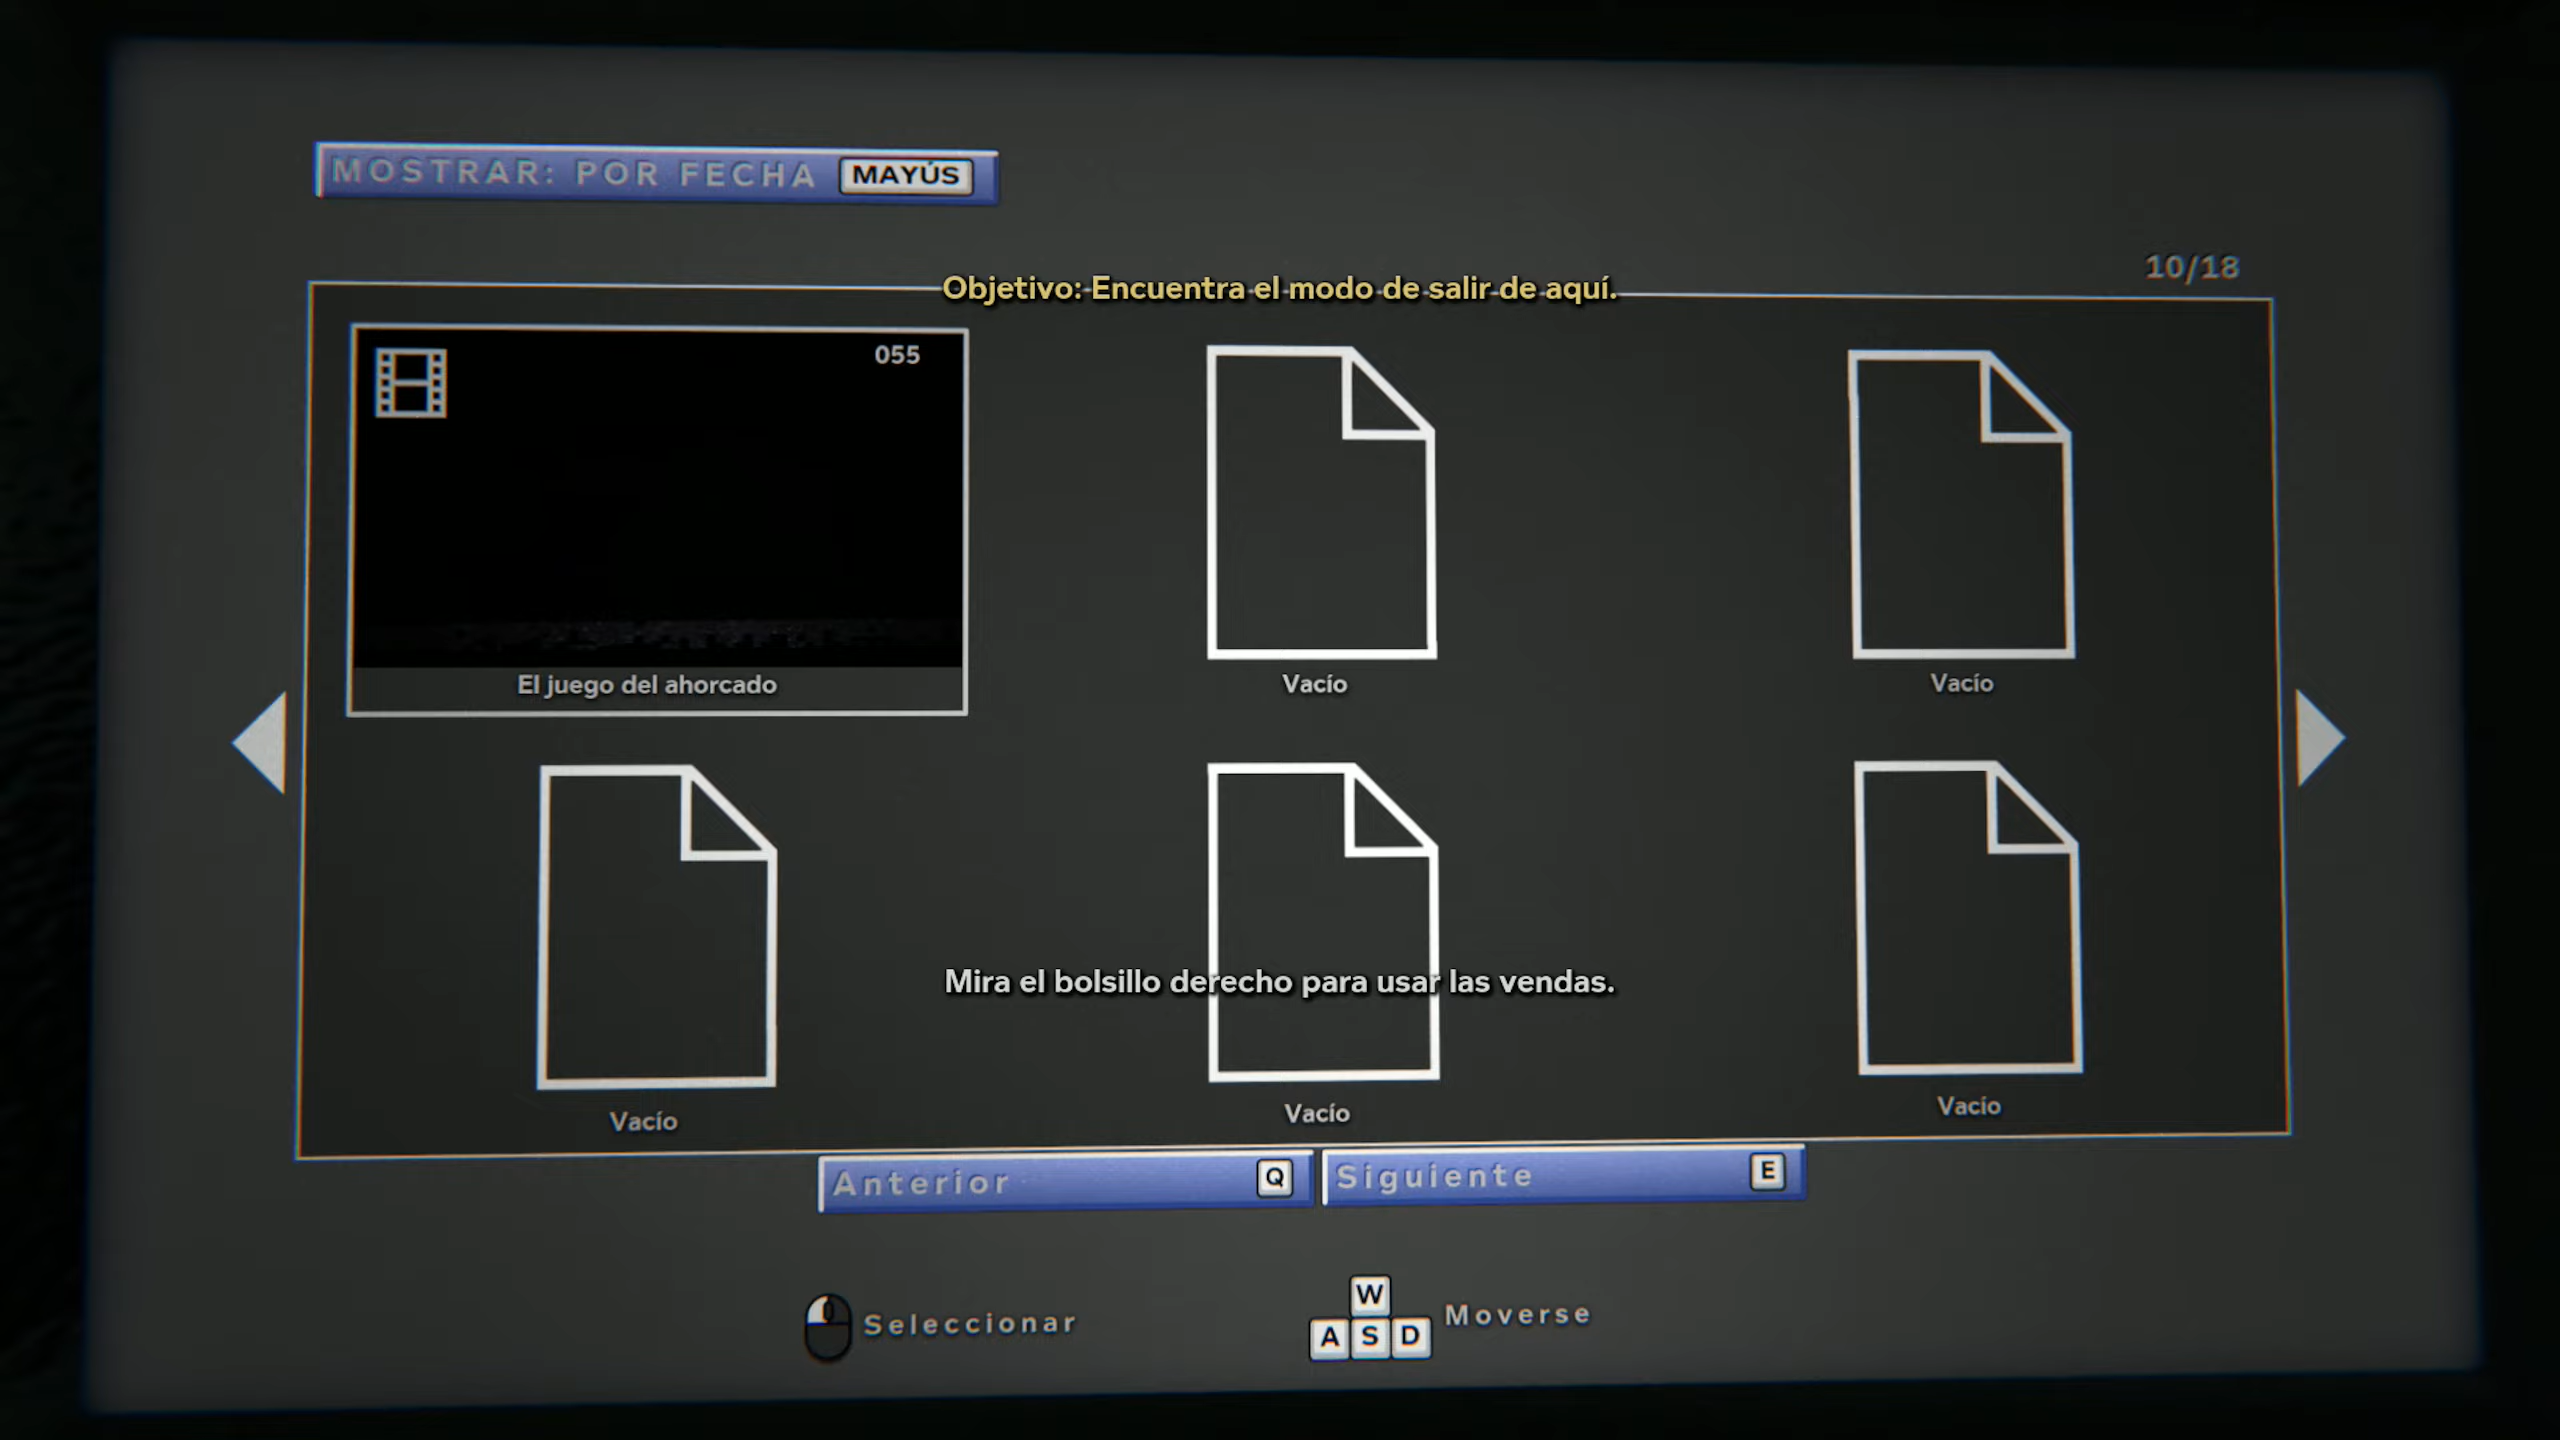 MOSTRAR: POR FECHA MAYÚS
10/18
Objetivo: Encuentra el modo de salir de aquí.
055
El juego del ahorcado
Vacío
Vacío
Mira el bolsillo derecho para usar las vendas.
Vacío
Vacío
Vacío
Anterior Q
Siguiente E
Seleccionar
W
A S D
Moverse